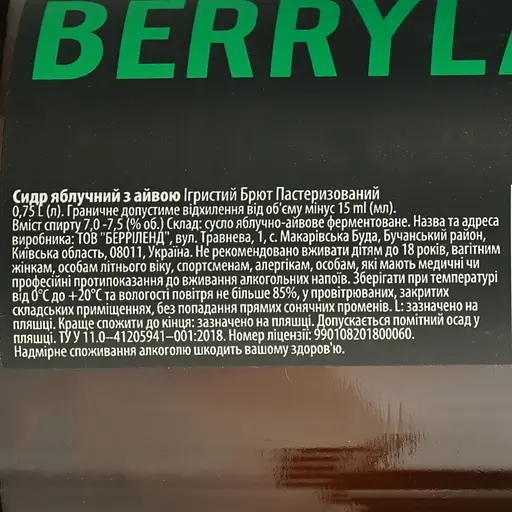 BERRYLA
Сидр яблучний з айвою Ігристий Брют Пастеризований
0,75 L (л). Граничне допустиме відхилення від об'єму мінус 15 ml (мл).
Вміст спирту 7,0 -7,5 (% об.) Склад: сусло яблучно-айвове ферментоване. Назва та адреса
виробника: ТОВ "БЕРРІЛЕНД", вул. Травнева, 1, с. Макарівська Буда, Бучанський район,
Київська область, 08011, Україна. Не рекомендовано вживати дітям до 18 років, вагітним
жінкам, особам літнього віку, спортсменам, алергікам, особам, які мають медичні чи
професійні протипоказання до вживання алкогольних напоїв. Зберігати при температурі
від 0°С до +20°С та вологості повітря не більше 85%, у провітрюваних, закритих
складських приміщеннях, без попадання прямих сонячних променів. L: зазначено на
пляшці. Краще спожити до кінця: зазначено на пляшці. Допускається помітний осад у
пляшці. ТУ У 11.0–41205941–001:2018. Номер ліцензії: 990108201800060.
Надмірне споживання алкоголю шкодить вашому здоров'ю.